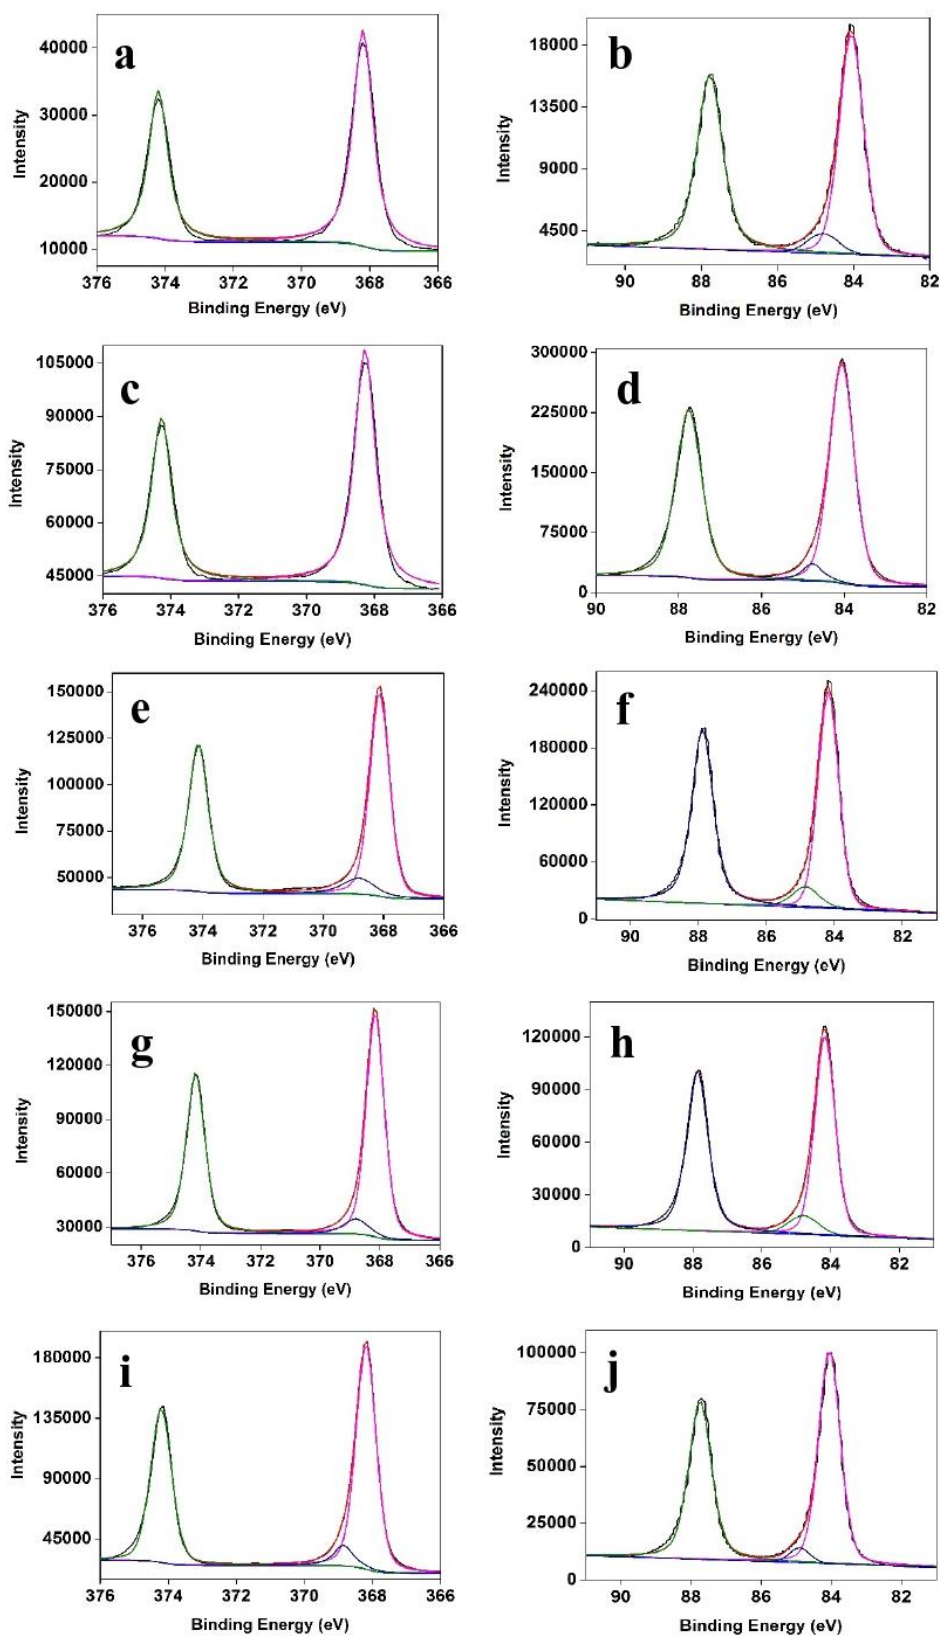 a
40000
30000
20000
10000
Intensity
376 374 372 370 368 366
Binding Energy (eV)
b
18000
13500
9000
4500
Intensity
90 88 86 84 82
Binding Energy (eV)
c
105000
90000
75000
60000
45000
Intensity
376 374 372 370 368 366
Binding Energy (eV)
d
300000
225000
150000
75000
0
Intensity
90 88 86 84 82
Binding Energy (eV)
e
150000
125000
100000
75000
50000
Intensity
376 374 372 370 368 366
Binding Energy (eV)
f
240000
180000
120000
60000
0
Intensity
90 88 86 84 82
Binding Energy (eV)
g
150000
120000
90000
60000
30000
Intensity
376 374 372 370 368 366
Binding Energy (eV)
h
120000
90000
60000
30000
0
Intensity
90 88 86 84 82
Binding Energy (eV)
i
180000
135000
90000
45000
Intensity
376 374 372 370 368 366
Binding Energy (eV)
j
100000
75000
50000
25000
0
Intensity
90 88 86 84 82
Binding Energy (eV)